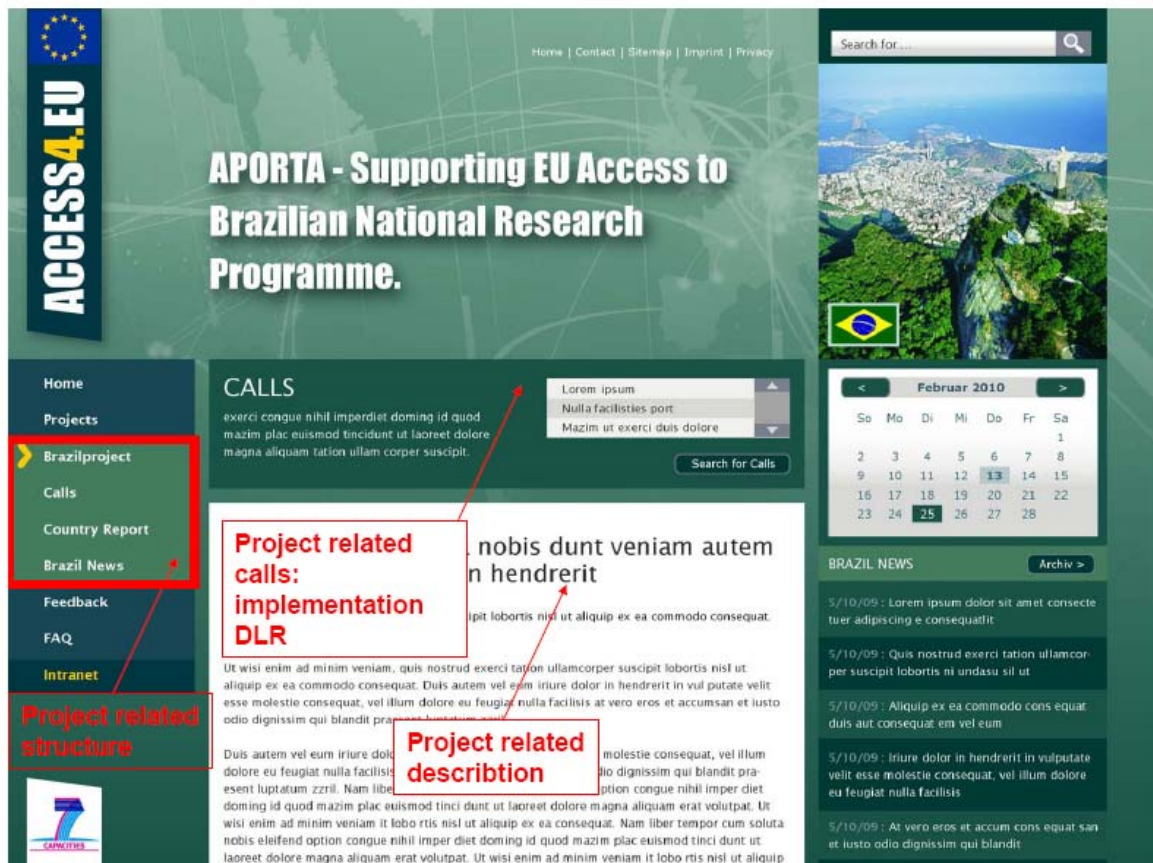 ACCESS4.EU
Home | Contact | Sitemap | Imprint | Privacy
Search for ...
APORTA - Supporting EU Access to
Brazilian National Research
Programme.
Home
Projects
Brazilproject
Calls
Country Report
Brazil News
Feedback
FAQ
Intranet
Project related
structure
7
CAPACITIES
CALLS
exerci congue nihil imperdiet doming id quod
mazim plac euismod tincidunt ut laoreet dolore
magna aliquam tation ullam corper suscipit.
Lorem ipsum
Nulla facilisties port
Mazim ut exerci duis dolore
Search for Calls
Project related
calls:
implementation
DLR
nobis dunt veniam autem
n hendrerit
ipit lobortis nisl ut aliquip ex ea commodo consequat.
Ut wisi enim ad minim veniam, quis nostrud exerci tation ullamcorper suscipit lobortis nisl ut
aliquip ex ea commodo consequat. Duis autem vel eum iriure dolor in hendrerit in vul putate velit
esse molestie consequat, vel illum dolore eu feugiat nulla facilisis at vero eros et accumsan et iusto
odio dignissim qui blandit praesent luptatum zzril
Project related
describtion
Duis autem vel eum iriure dolo molestie consequat, vel illum
dolore eu feugiat nulla facilisis dio dignissim qui blandit pra-
esent luptatum zzril. Nam libe ption congue nihil imper diet
doming id quod mazim plac euismod tinci dunt ut laoreet dolore magna aliquam erat volutpat. Ut
wisi enim ad minim veniam it lobo rtis nisl ut aliquip ex ea consequat. Nam liber tempor cum soluta
nobis eleifend option congue nihil imper diet doming id quod mazim plac euismod tinci dunt ut
laoreet dolore magna aliquam erat volutpat. Ut wisi enim ad minim veniam it lobo rtis nisl ut aliquip
< Februar 2010 >
So Mo Di Mi Do Fr Sa
1
2 3 4 5 6 7 8
9 10 11 12 13 14 15
16 17 18 19 20 21 22
23 24 25 26 27 28
BRAZIL NEWS
Archiv >
5/10/09 : Lorem ipsum dolor sit amet consecte
tuer adipiscing e consequatlit
5/10/09 : Quis nostrud exerci tation ullamcor-
per suscipit lobortis ni undasu sil ut
5/10/09 : Aliquip ex ea commodo cons equat
duis aut consequat em vel eum
5/10/09 : Iriure dolor in hendrerit in vulputate
velit esse molestie consequat, vel illum dolore
eu feugiat nulla facilisis
5/10/09 : At vero eros et accum cons equat san
et iusto odio dignissim qui blandit